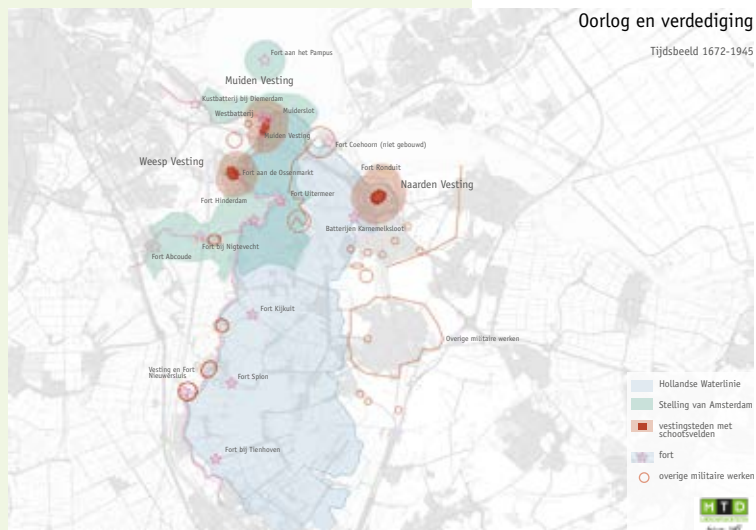 Oorlog en verdediging
Tijdsbeeld 1672-1945
Fort aan het Pampus
Muiden Vesting
Kustbatterij bij Diemerdam
Westbatterij
Muiderslot
Muiden Vesting
Fort Coehoorn (niet gebouwd)
Weesp Vesting
Fort aan de Ossenmarkt
Fort Ronduit
Naarden Vesting
Fort Hinderdam
Fort Uitermeer
Batterijen Karnemelksloot
Fort bij Nigtevecht
Fort Abcoude
Fort Kijkuit
Overige militaire werken
Vesting en Fort
Nieuwersluis
Fort Spion
Fort bij Tienhoven
Hollandse Waterlinie
Stelling van Amsterdam
vestingsteden met
schootsvelden
fort
overige militaire werken
MTD